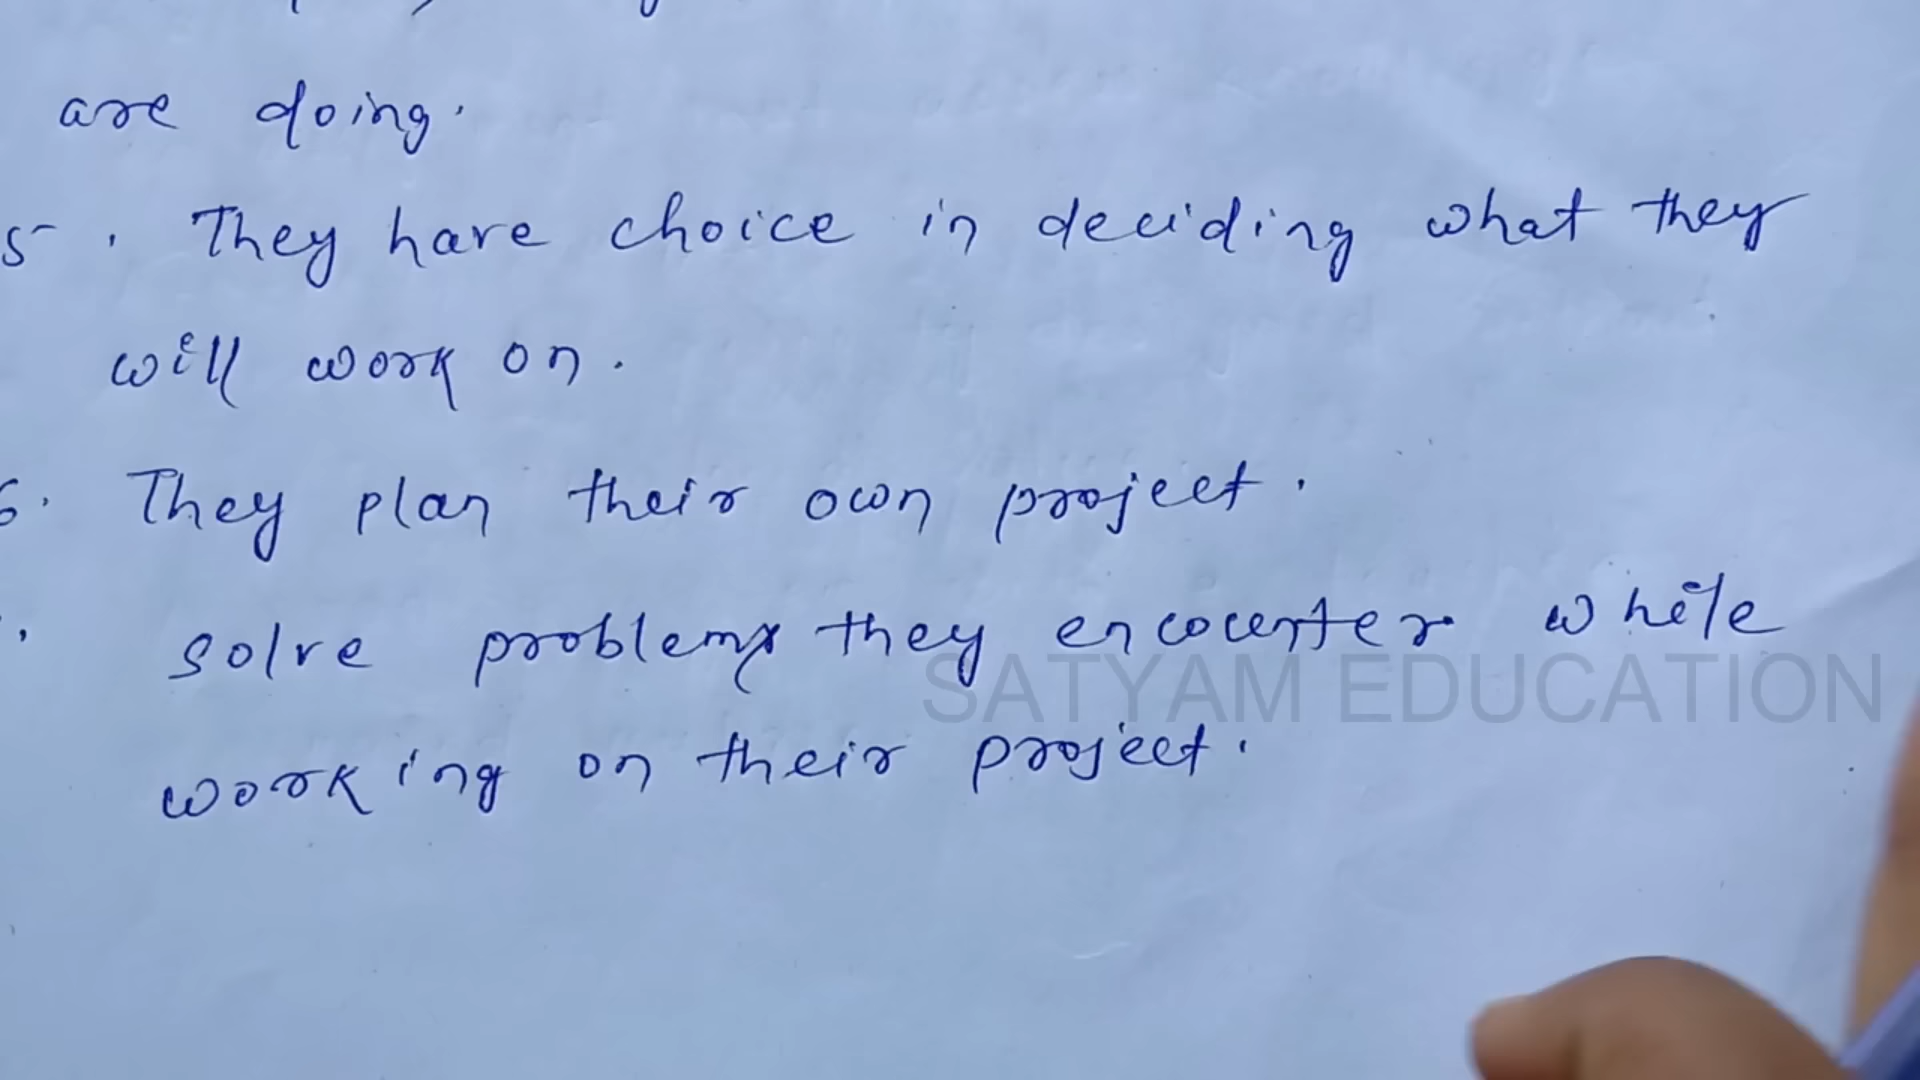 are doing.
5. They have choice in deciding what they
will work on.
6. They plan their own project.
solve problems they encounter while
SATYAM EDUCATION
working on their project.